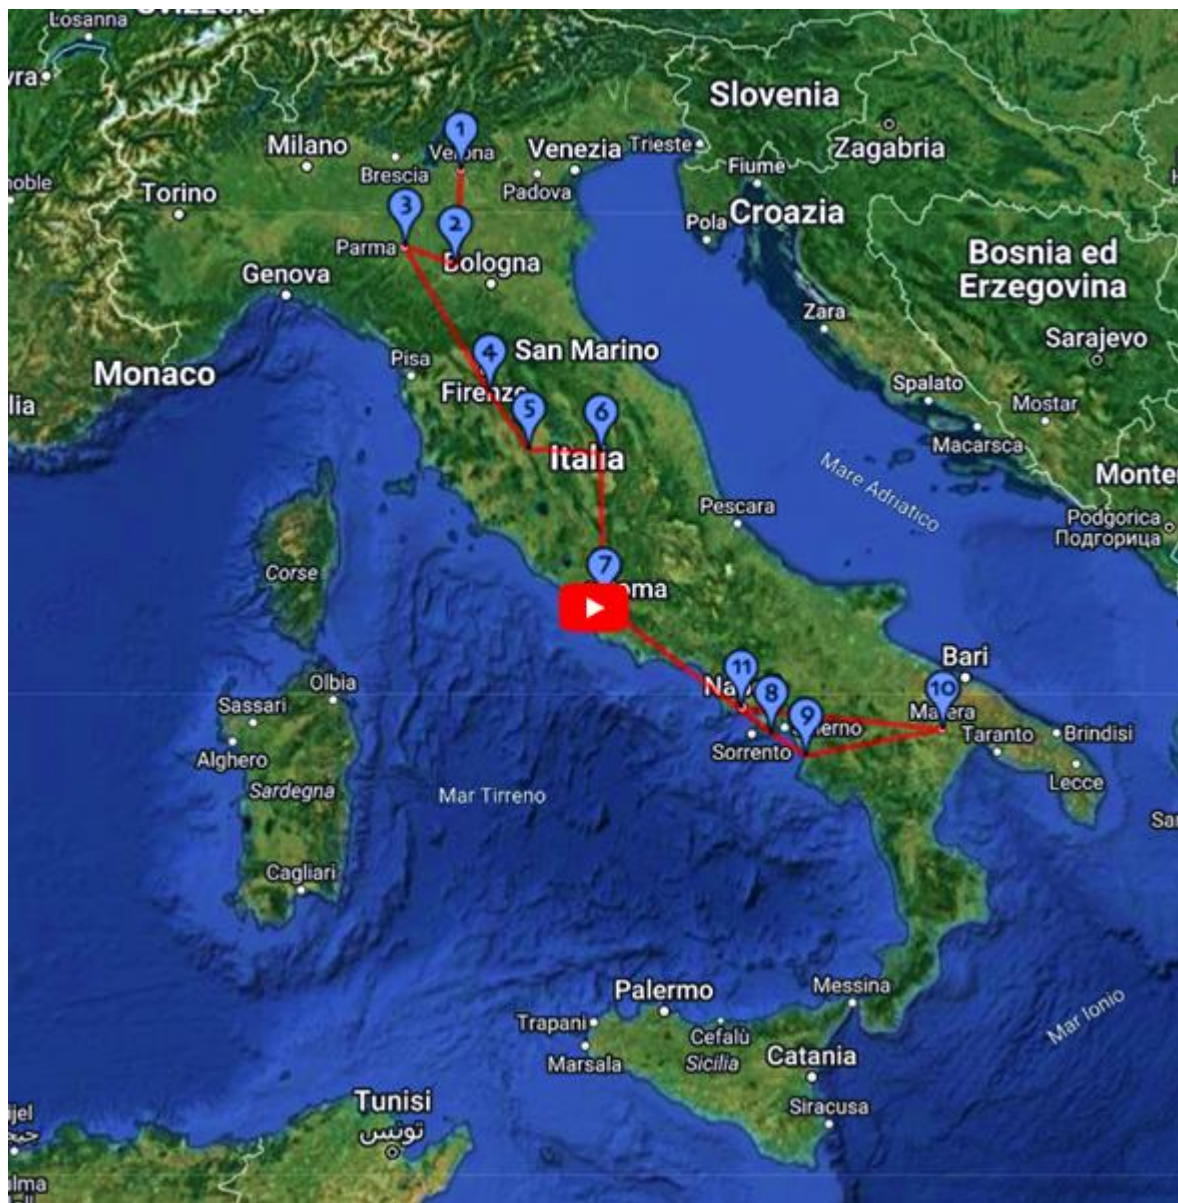 Losanna
Slovenia
Zagabria
Milano
1
Verona
Venezia
Trieste
Brescia
Padova
Fiume
Torino
3
2
Pola
Croazia
Parma
Bologna
Genova
Bosnia ed
Erzegovina
Zara
Sarajevo
4
San Marino
Pisa
Monaco
Firenze
Spalato
Mostar
5
6
Italia
Macarsca
Mare Adriatico
Pescara
Podgorica
Подгорица
Corse
7
Bari
11
Olbia
8
10
Sassari
9
Matera
Brindisi
Taranto
Alghero
Sorrento
Lecce
Sardegna
Mar Tirreno
Cagliari
Palermo
Messina
Trapani
Cefalù
Mar Ionio
Marsala
Sicilia
Catania
Tunisi
تونس
Siracusa